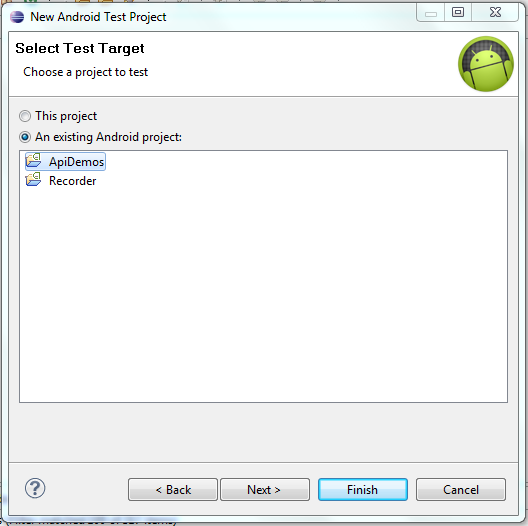 New Android Test Project
Select Test Target
Choose a project to test
This project
An existing Android project:
ApiDemos
Recorder
?
< Back
Next >
Finish
Cancel